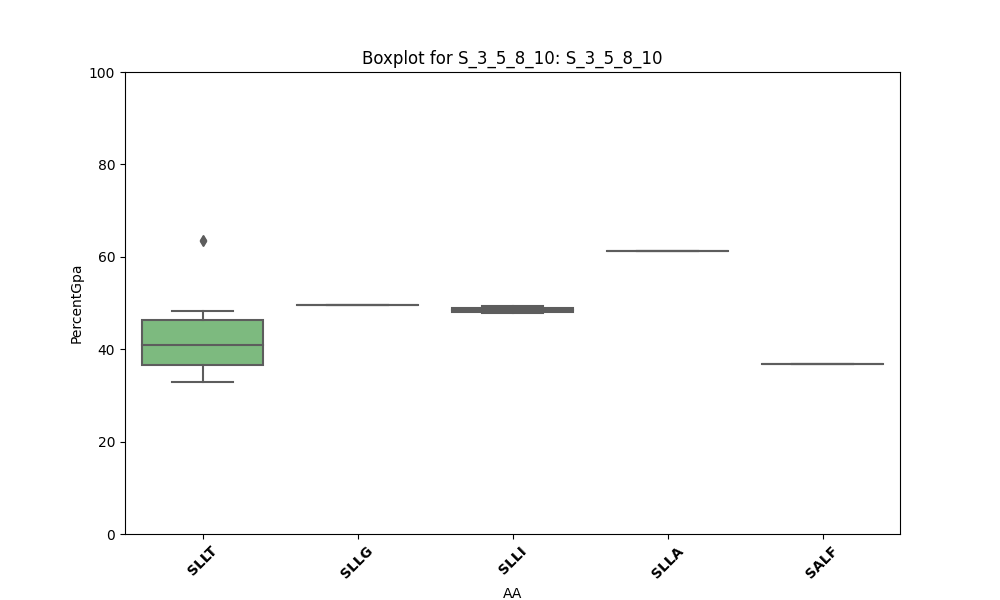 Boxplot for S_3_5_8_10: S_3_5_8_10
100
80
60
40
20
0
PercentGpa
SLLT
SLLG
SLLI
SLLA
SALF
AA